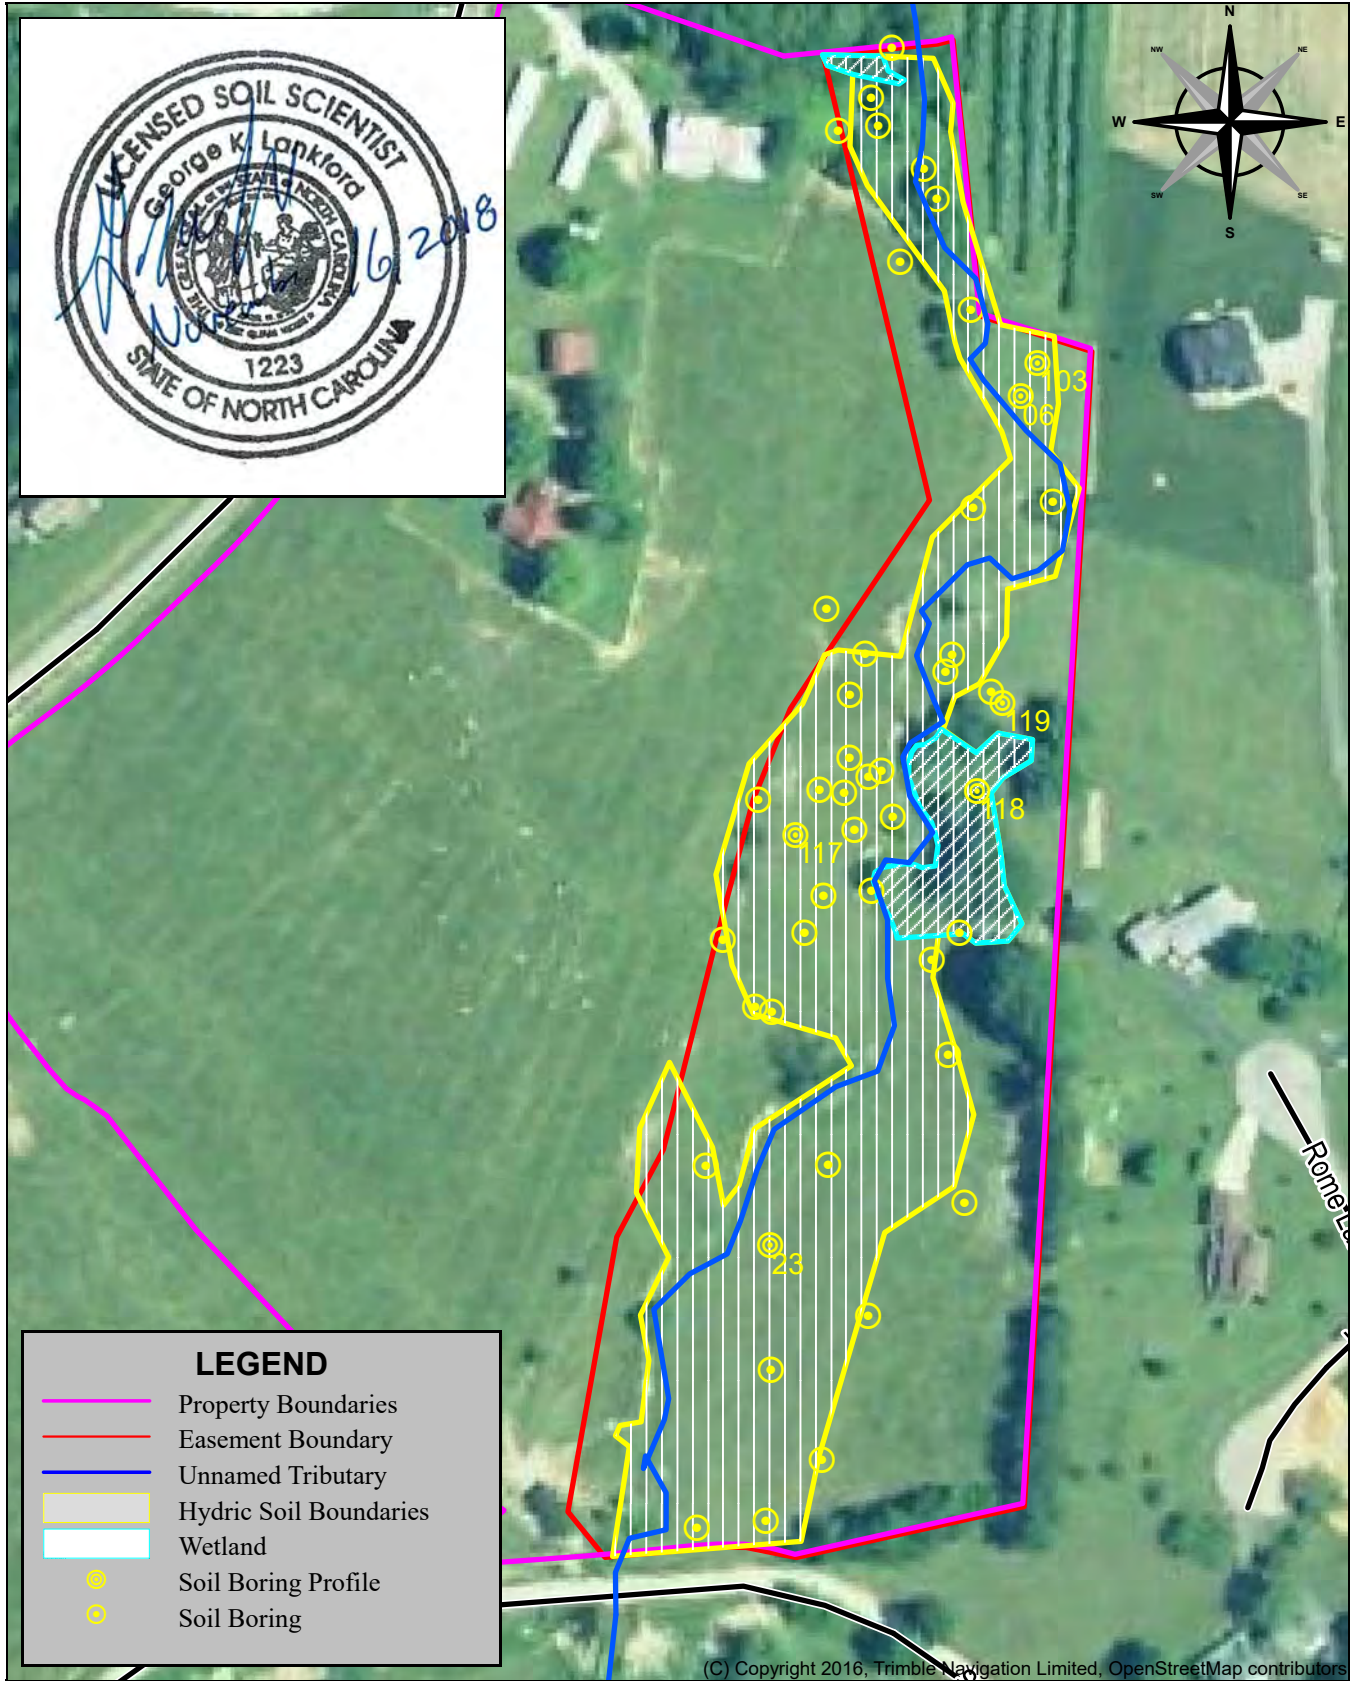 LICENSED SOIL SCIENTIST
George K. Lankford
November 16, 2018
1223
STATE OF NORTH CAROLINA
N
NW
NE
W
E
SW
SE
S
103
06
119
118
117
23
Rome
LEGEND
Property Boundaries
Easement Boundary
Unnamed Tributary
Hydric Soil Boundaries
Wetland
Soil Boring Profile
Soil Boring
(C) Copyright 2016, Trimble Navigation Limited, OpenStreetMap contributors